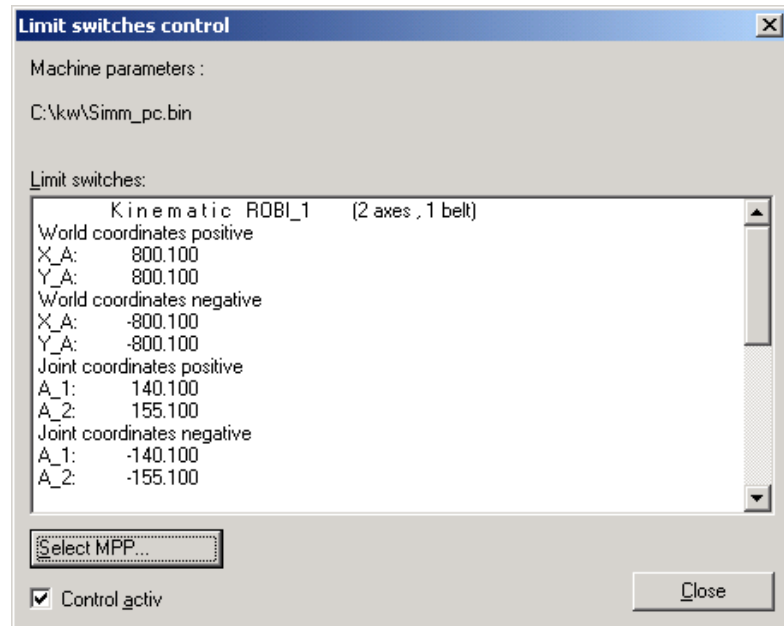 Limit switches control
Machine parameters :
C:\kw\Simm_pc.bin
Limit switches:
Kinematic ROBI_1 (2 axes , 1 belt)
World coordinates positive
X_A: 800.100
Y_A: 800.100
World coordinates negative
X_A: -800.100
Y_A: -800.100
Joint coordinates positive
A_1: 140.100
A_2: 155.100
Joint coordinates negative
A_1: -140.100
A_2: -155.100
Select MPP...
Control activ
Close